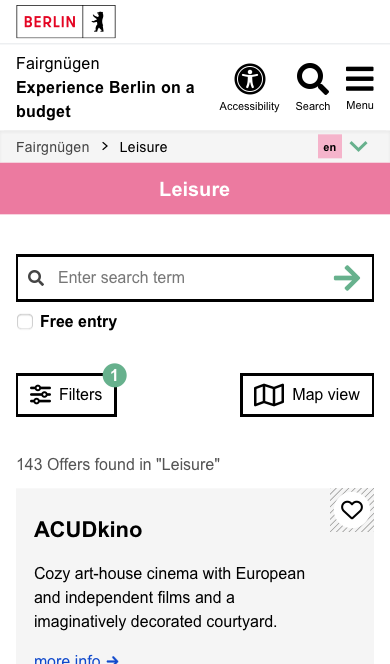 BERLIN
Fairgnügen
Experience Berlin on a
budget
Accessibility
Search
Menu
Fairgnügen > Leisure
en
Leisure
Enter search term
Free entry
Filters
1
Map view
143 Offers found in "Leisure"
ACUDkino
Cozy art-house cinema with European
and independent films and a
imaginatively decorated courtyard.
more info →